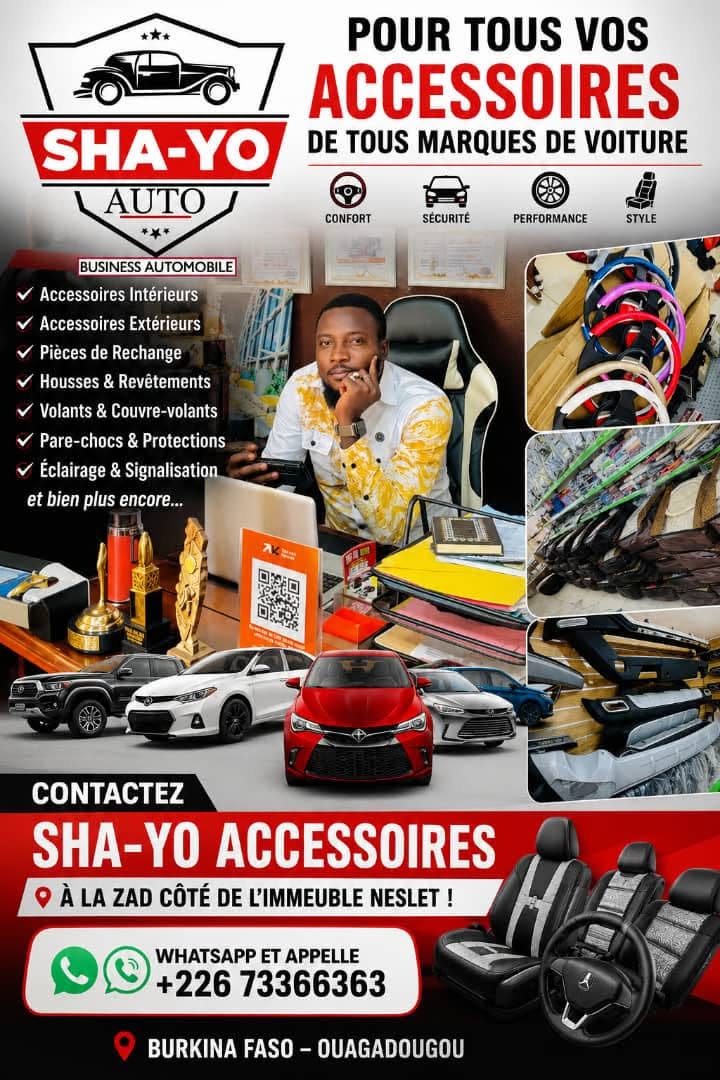 POUR TOUS VOS
ACCESSOIRES
DE TOUS MARQUES DE VOITURE
SHA-YO
AUTO
BUSINESS AUTOMOBILE
CONFORT
SÉCURITÉ
PERFORMANCE
STYLE
Accessoires Intérieurs
Accessoires Extérieurs
Pièces de Rechange
Housses & Revêtements
Volants & Couvre-volants
Pare-chocs & Protections
Éclairage & Signalisation
et bien plus encore...
CONTACTEZ
SHA-YO ACCESSOIRES
À LA ZAD CÔTÉ DE L'IMMEUBLE NESLET !
WHATSAPP ET APPELLE
+226 73366363
BURKINA FASO – OUAGADOUGOU